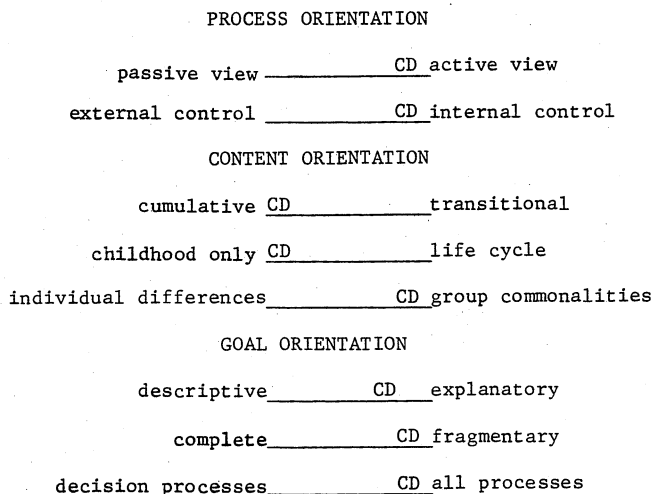 PROCESS ORIENTATION
passive view CD active view
external control CD internal control
CONTENT ORIENTATION
cumulative CD transitional
childhood only CD life cycle
individual differences CD group commonalities
GOAL ORIENTATION
descriptive CD explanatory
complete CD fragmentary
decision processes CD all processes